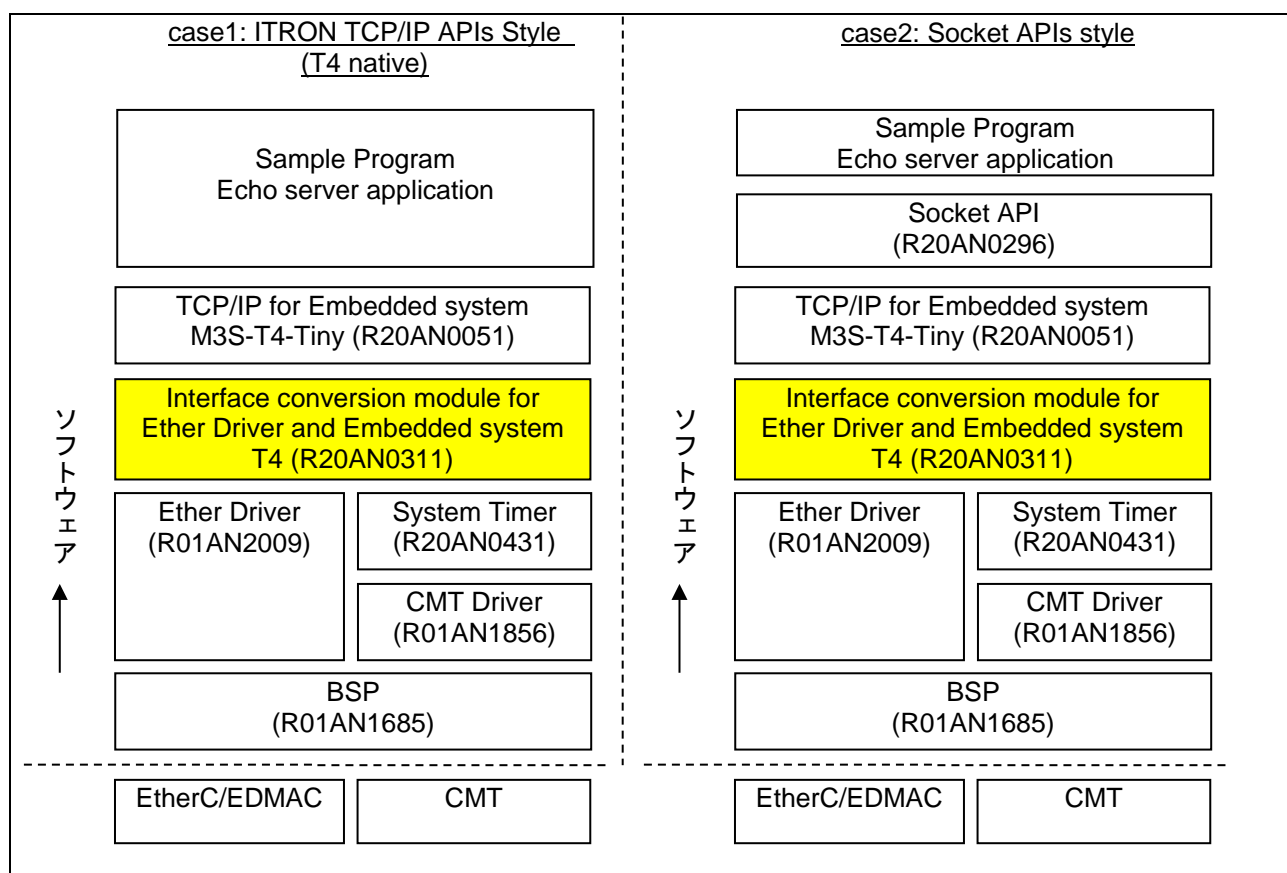 case1: ITRON TCP/IP APIs Style
(T4 native)
Sample Program
Echo server application
TCP/IP for Embedded system
M3S-T4-Tiny (R20AN0051)
Interface conversion module for
Ether Driver and Embedded system
T4 (R20AN0311)
ソフトウェア
Ether Driver
(R01AN2009)
System Timer
(R20AN0431)
CMT Driver
(R01AN1856)
BSP
(R01AN1685)
EtherC/EDMAC
CMT
case2: Socket APIs style
Sample Program
Echo server application
Socket API
(R20AN0296)
TCP/IP for Embedded system
M3S-T4-Tiny (R20AN0051)
Interface conversion module for
Ether Driver and Embedded system
T4 (R20AN0311)
ソフトウェア
Ether Driver
(R01AN2009)
System Timer
(R20AN0431)
CMT Driver
(R01AN1856)
BSP
(R01AN1685)
EtherC/EDMAC
CMT